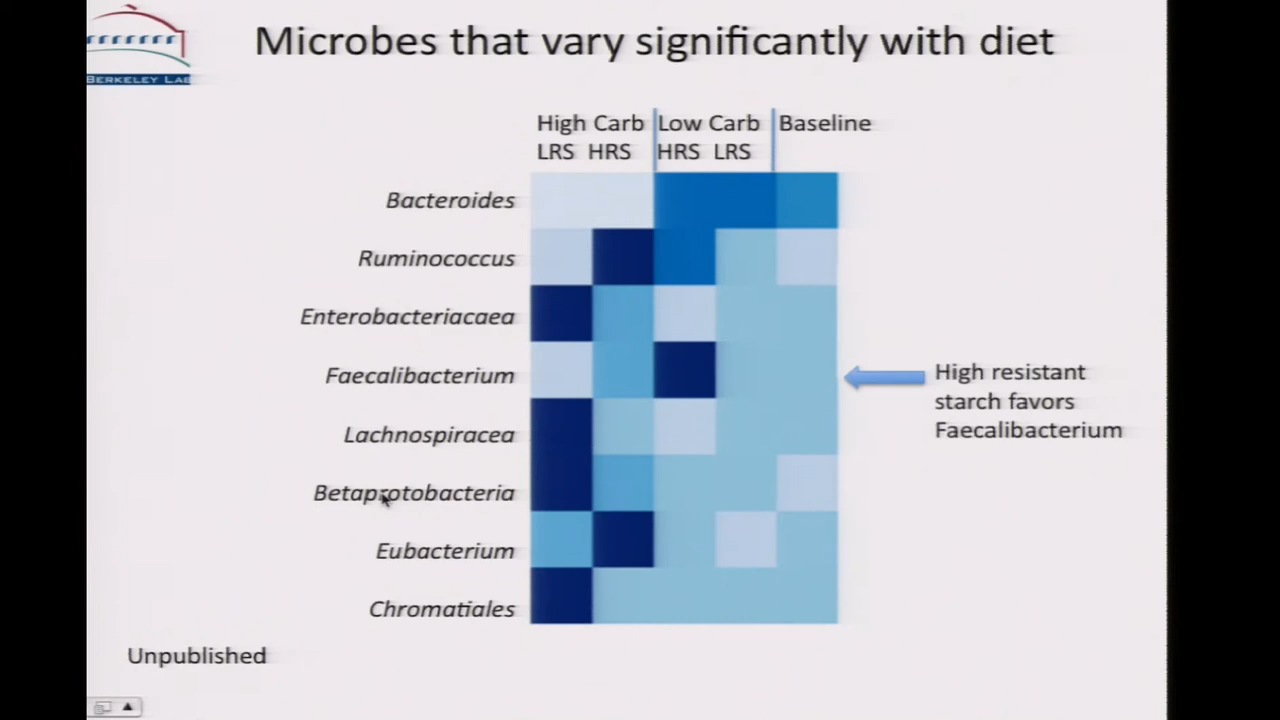 BERKELEY LAB
Microbes that vary significantly with diet
High Carb Low Carb Baseline
LRS HRS HRS LRS
Bacteroides
Ruminococcus
Enterobacteriacaea
Faecalibacterium
Lachnospiracea
Betaprotobacteria
Eubacterium
Chromatiales
High resistant
starch favors
Faecalibacterium
Unpublished